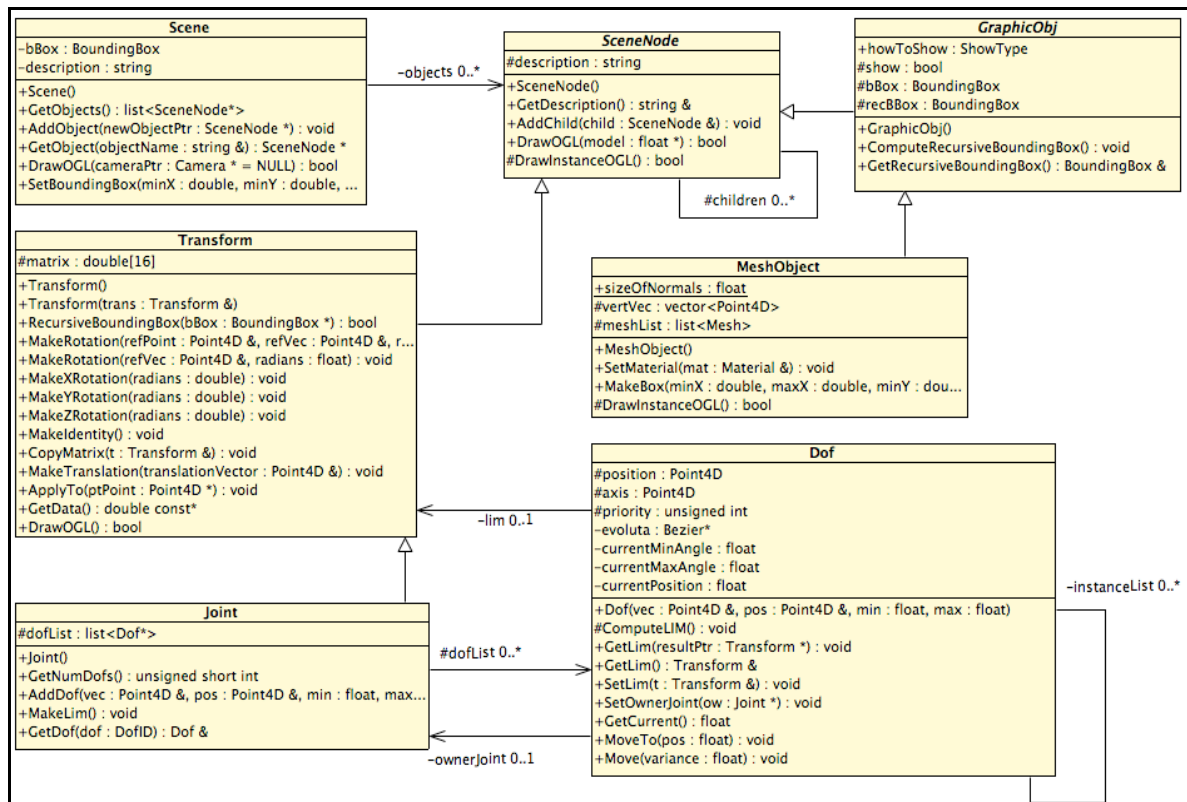 Scene
-bBox : BoundingBox
-description : string
+Scene()
+GetObjects() : list<SceneNode*>
+AddObject(newObjectPtr : SceneNode *) : void
+GetObject(objectName : string &) : SceneNode *
+DrawOGL(cameraPtr : Camera * = NULL) : bool
+SetBoundingBox(minX : double, minY : double, ...
-objects 0..*
SceneNode
#description : string
+SceneNode()
+GetDescription() : string &
+AddChild(child : SceneNode &) : void
+DrawOGL(model : float *) : bool
#DrawInstanceOGL() : bool
#children 0..*
GraphicObj
+howToShow : ShowType
#show : bool
#bBox : BoundingBox
#recBBox : BoundingBox
+GraphicObj()
+ComputeRecursiveBoundingBox() : void
+GetRecursiveBoundingBox() : BoundingBox &
Transform
#matrix : double[16]
+Transform()
+Transform(trans : Transform &)
+RecursiveBoundingBox(bBox : BoundingBox *) : bool
+MakeRotation(refPoint : Point4D &, refVec : Point4D &, r...
+MakeRotation(refVec : Point4D &, radians : float) : void
+MakeXRotation(radians : double) : void
+MakeYRotation(radians : double) : void
+MakeZRotation(radians : double) : void
+MakeIdentity() : void
+CopyMatrix(t : Transform &) : void
+MakeTranslation(translationVector : Point4D &) : void
+ApplyTo(ptPoint : Point4D *) : void
+GetData() : double const*
+DrawOGL() : bool
MeshObject
+sizeOfNormals : float
#vertVec : vector<Point4D>
#meshList : list<Mesh>
+MeshObject()
+SetMaterial(mat : Material &) : void
+MakeBox(minX : double, maxX : double, minY : dou...
#DrawInstanceOGL() : bool
-lim 0..1
Dof
#position : Point4D
#axis : Point4D
#priority : unsigned int
-evoluta : Bezier*
-currentMinAngle : float
-currentMaxAngle : float
-currentPosition : float
+Dof(vec : Point4D &, pos : Point4D &, min : float, max : float)
#ComputeLIM() : void
+GetLim(resultPtr : Transform *) : void
+GetLim() : Transform &
+SetLim(t : Transform &) : void
+SetOwnerJoint(ow : Joint *) : void
+GetCurrent() : float
+MoveTo(pos : float) : void
+Move(variance : float) : void
-instanceList 0..*
Joint
#dofList : list<Dof*>
+Joint()
+GetNumDofs() : unsigned short int
+AddDof(vec : Point4D &, pos : Point4D &, min : float, max...
+MakeLim() : void
+GetDof(dof : DofID) : Dof &
#dofList 0..*
-ownerJoint 0..1